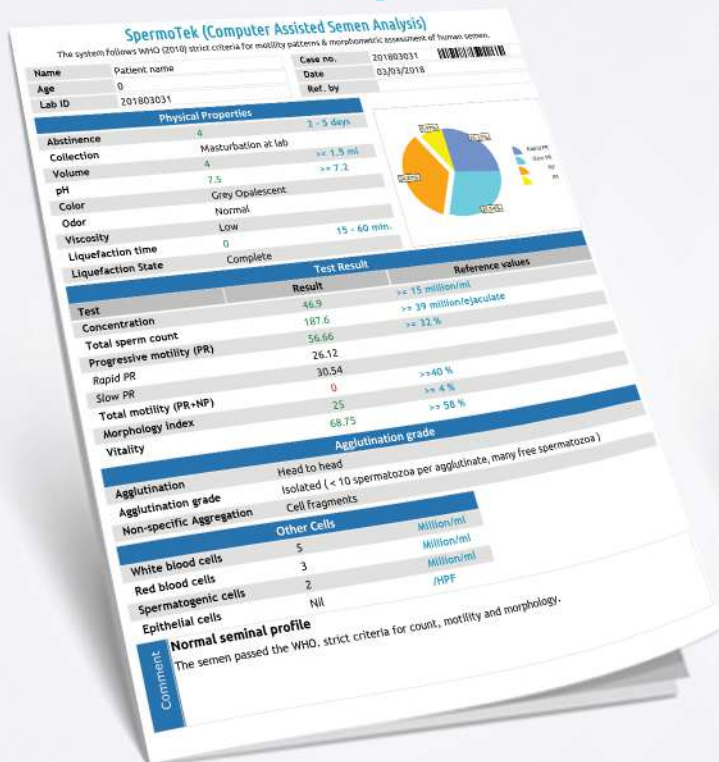 SpermoTek (Computer Assisted Semen Analysis)
The system follows WHO (2010) strict criteria for motility patterns & morphometric assessment of human semen.
Name Patient name Case no. 201803031
Age 0 Date 03/03/2018
Lab ID 201803031 Ref. by
Physical Properties
Abstinence 4 2 - 5 days
Collection Masturbation at lab
Volume 4 >= 1.5 ml
pH 7.5 >= 7.2
Color Grey Opalescent
Odor Normal
Viscosity Low
Liquefaction time 0 15 - 60 min.
Liquefaction State Complete
Rapid PR
Slow PR
Test Result
Test Result Reference values
Concentration 46.9 >= 15 million/ml
Total sperm count 187.6 >= 39 million/ejaculate
Progressive motility (PR) 56.66 >= 32 %
Rapid PR 26.12
Slow PR 30.54
Total motility (PR+NP) 0 >=40 %
Morphology index 25 >= 4 %
Vitality 68.75 >= 58 %
Agglutination grade
Agglutination Head to head
Agglutination grade Isolated ( < 10 spermatozoa per agglutinate, many free spermatozoa )
Non-specific Aggregation Cell fragments
Other Cells
White blood cells 5 Million/ml
Red blood cells 3 Million/ml
Spermatogenic cells 2 Million/ml
Epithelial cells Nil /HPF
Comment
Normal seminal profile
The semen passed the WHO. strict criteria for count, motility and morphology.